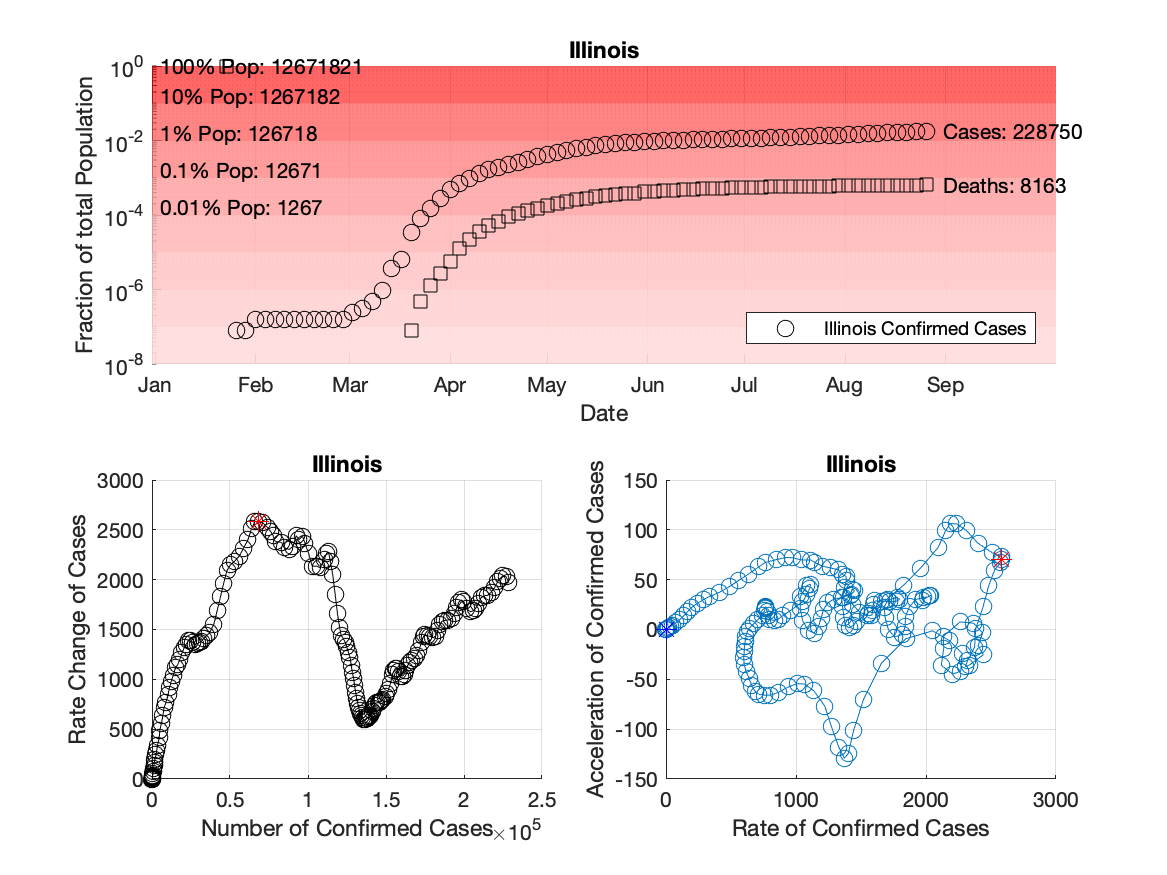 Illinois
Fraction of total Population
10^0
10^-2
10^-4
10^-6
10^-8
100% Pop: 12671821
10% Pop: 1267182
1% Pop: 126718
0.1% Pop: 12671
0.01% Pop: 1267
Cases: 228750
Deaths: 8163
Illinois Confirmed Cases
Jan Feb Mar Apr May Jun Jul Aug Sep
Date
Illinois
Rate Change of Cases
3000
2500
2000
1500
1000
500
0
0 0.5 1 1.5 2 2.5
Number of Confirmed Cases ×10^5
Illinois
Acceleration of Confirmed Cases
150
100
50
0
-50
-100
-150
0 1000 2000 3000
Rate of Confirmed Cases